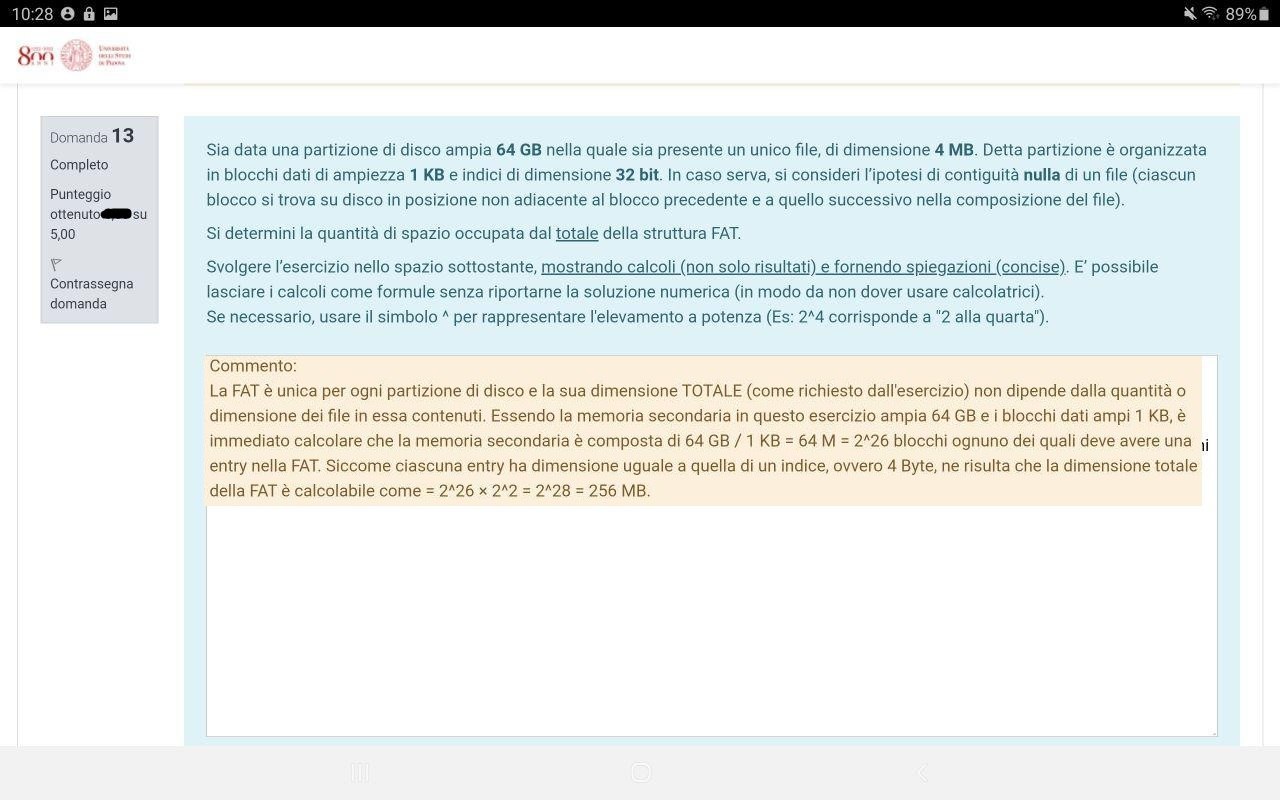 10:28
89%
800
UNIVERSITÀ
DEGLI STUDI
DI PADOVA
Domanda 13
Completo
Punteggio
ottenuto su
5,00
Contrassegna
domanda
Sia data una partizione di disco ampia 64 GB nella quale sia presente un unico file, di dimensione 4 MB. Detta partizione è organizzata
in blocchi dati di ampiezza 1 KB e indici di dimensione 32 bit. In caso serva, si consideri l'ipotesi di contiguità nulla di un file (ciascun
blocco si trova su disco in posizione non adiacente al blocco precedente e a quello successivo nella composizione del file).
Si determini la quantità di spazio occupata dal totale della struttura FAT.
Svolgere l'esercizio nello spazio sottostante, mostrando calcoli (non solo risultati) e fornendo spiegazioni (concise). E' possibile
lasciare i calcoli come formule senza riportarne la soluzione numerica (in modo da non dover usare calcolatrici).
Se necessario, usare il simbolo ^ per rappresentare l'elevamento a potenza (Es: 2^4 corrisponde a "2 alla quarta").
Commento:
La FAT è unica per ogni partizione di disco e la sua dimensione TOTALE (come richiesto dall'esercizio) non dipende dalla quantità o
dimensione dei file in essa contenuti. Essendo la memoria secondaria in questo esercizio ampia 64 GB e i blocchi dati ampi 1 KB, è
immediato calcolare che la memoria secondaria è composta di 64 GB / 1 KB = 64 M = 2^26 blocchi ognuno dei quali deve avere una
entry nella FAT. Siccome ciascuna entry ha dimensione uguale a quella di un indice, ovvero 4 Byte, ne risulta che la dimensione totale
della FAT è calcolabile come = 2^26 × 2^2 = 2^28 = 256 MB.